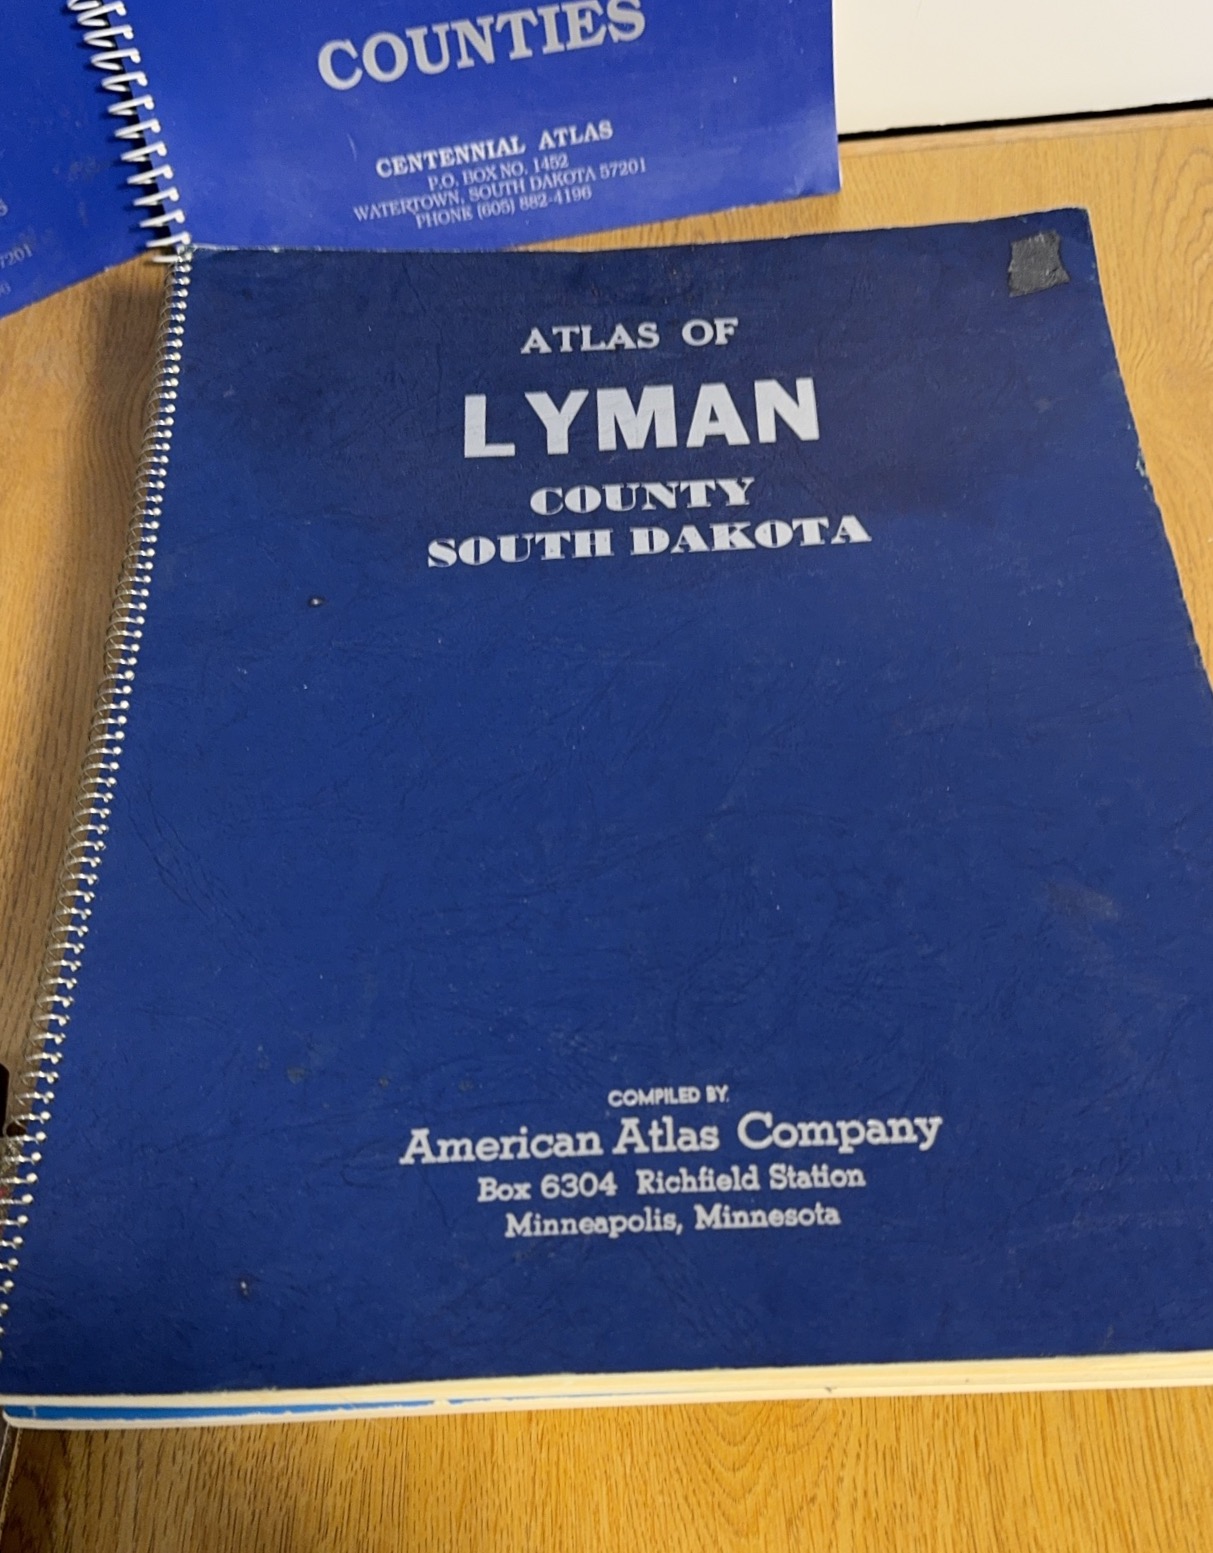 COUNTIES
CENTENNIAL ATLAS
P.O. BOX NO. 1452
WATERTOWN, SOUTH DAKOTA 57201
PHONE (605) 882-4196
7201
ATLAS OF
LYMAN
COUNTY
SOUTH DAKOTA
COMPILED BY
American Atlas Company
Box 6304 Richfield Station
Minneapolis, Minnesota